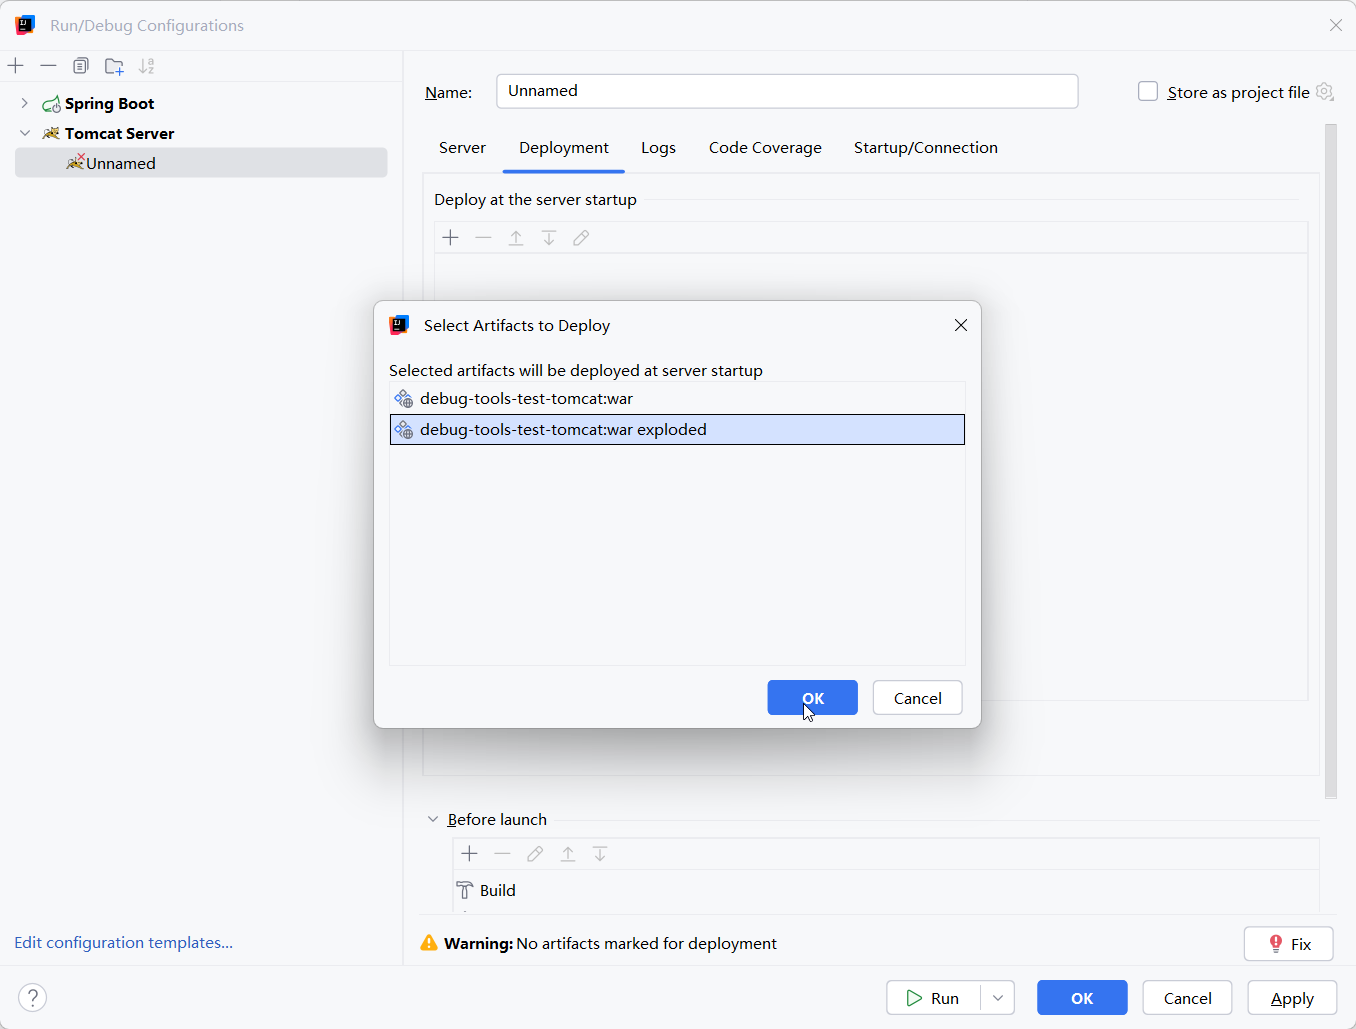 Run/Debug Configurations
Spring Boot
Tomcat Server
Unnamed
Edit configuration templates...
Name: Unnamed
Store as project file
Server Deployment Logs Code Coverage Startup/Connection
Deploy at the server startup
Select Artifacts to Deploy
Selected artifacts will be deployed at server startup
debug-tools-test-tomcat:war
debug-tools-test-tomcat:war exploded
OK Cancel
Before launch
Build
Warning: No artifacts marked for deployment
Fix
? Run OK Cancel Apply